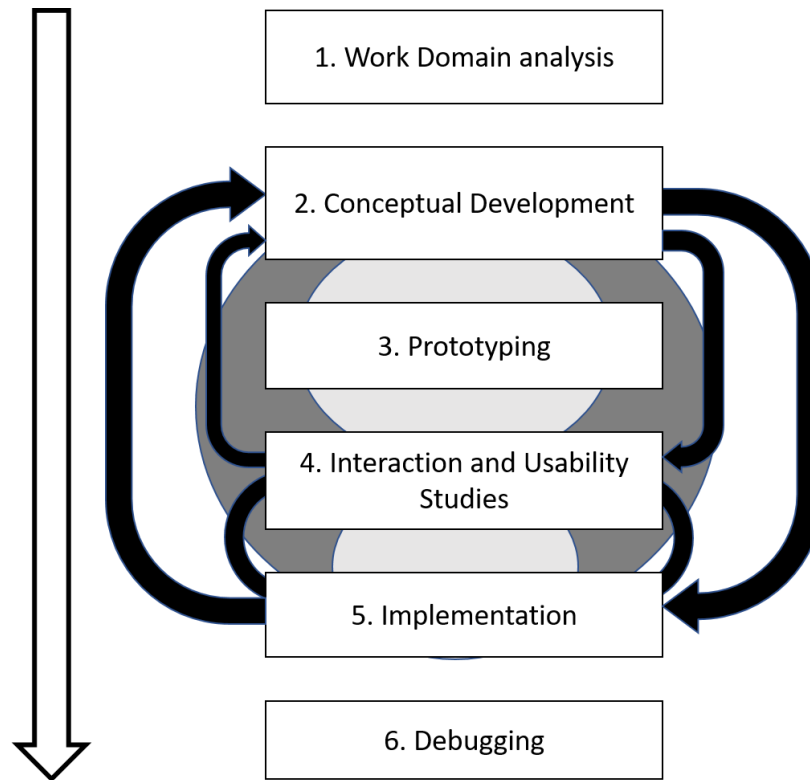 1. Work Domain analysis
2. Conceptual Development
3. Prototyping
4. Interaction and Usability
Studies
5. Implementation
6. Debugging